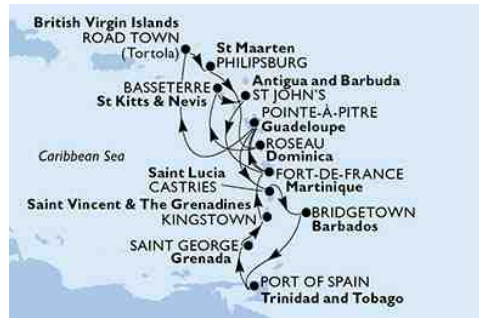 British Virgin Islands
ROAD TOWN
(Tortola)
St Maarten
PHILIPSBURG
BASSETERRE
St Kitts & Nevis
Antigua and Barbuda
ST JOHN'S
POINTE-À-PITRE
Guadeloupe
ROSEAU
Dominica
Caribbean Sea
FORT-DE-FRANCE
Martinique
Saint Lucia
CASTRIES
Saint Vincent & The Grenadines
KINGSTOWN
BRIDGETOWN
Barbados
SAINT GEORGE
Grenada
PORT OF SPAIN
Trinidad and Tobago